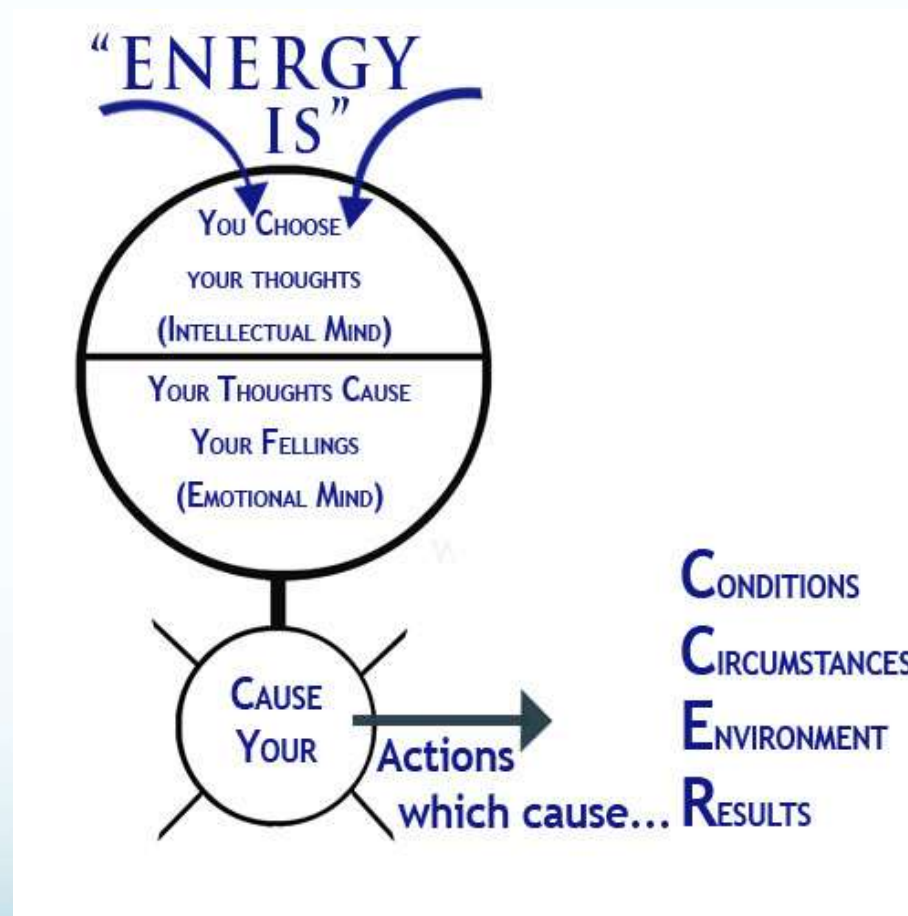 “ENERGY
IS”
YOU CHOOSE
YOUR THOUGHTS
(INTELLECTUAL MIND)
YOUR THOUGHTS CAUSE
YOUR FELLINGS
(EMOTIONAL MIND)
CAUSE
YOUR
Actions
which cause...
CONDITIONS
CIRCUMSTANCES
ENVIRONMENT
RESULTS